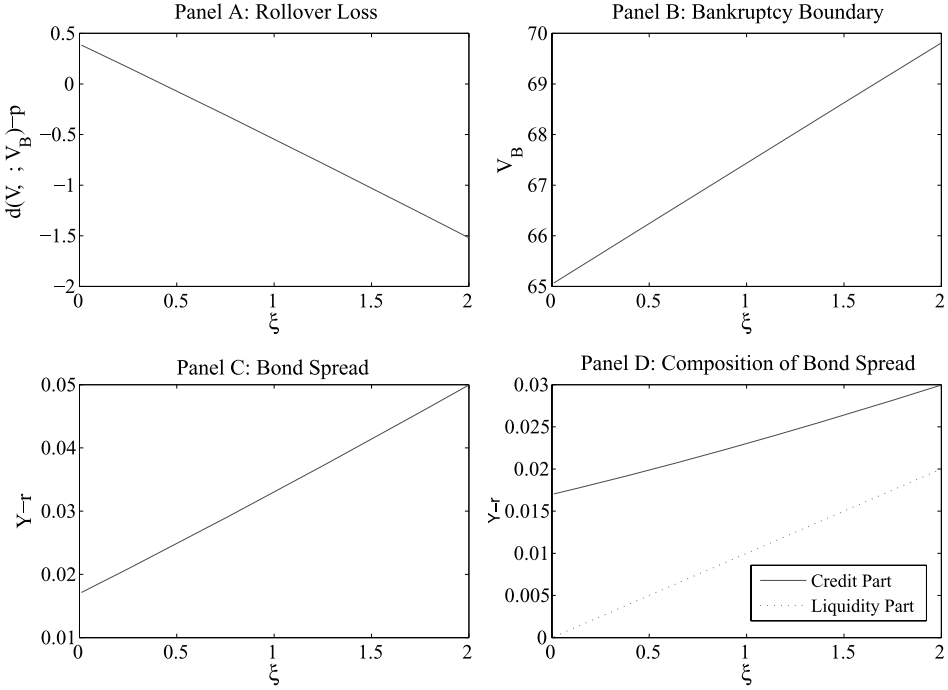 Panel A: Rollover Loss
0.5
0
−0.5
−1
−1.5
−2
d(V, ; V_B)−p
0 0.5 1 1.5 2
ξ
Panel B: Bankruptcy Boundary
70
69
68
67
66
65
V_B
0 0.5 1 1.5 2
ξ
Panel C: Bond Spread
0.05
0.04
0.03
0.02
0.01
Y−r
0 0.5 1 1.5 2
ξ
Panel D: Composition of Bond Spread
0.03
0.025
0.02
0.015
0.01
0.005
0
Y−r
Credit Part
Liquidity Part
0 0.5 1 1.5 2
ξ